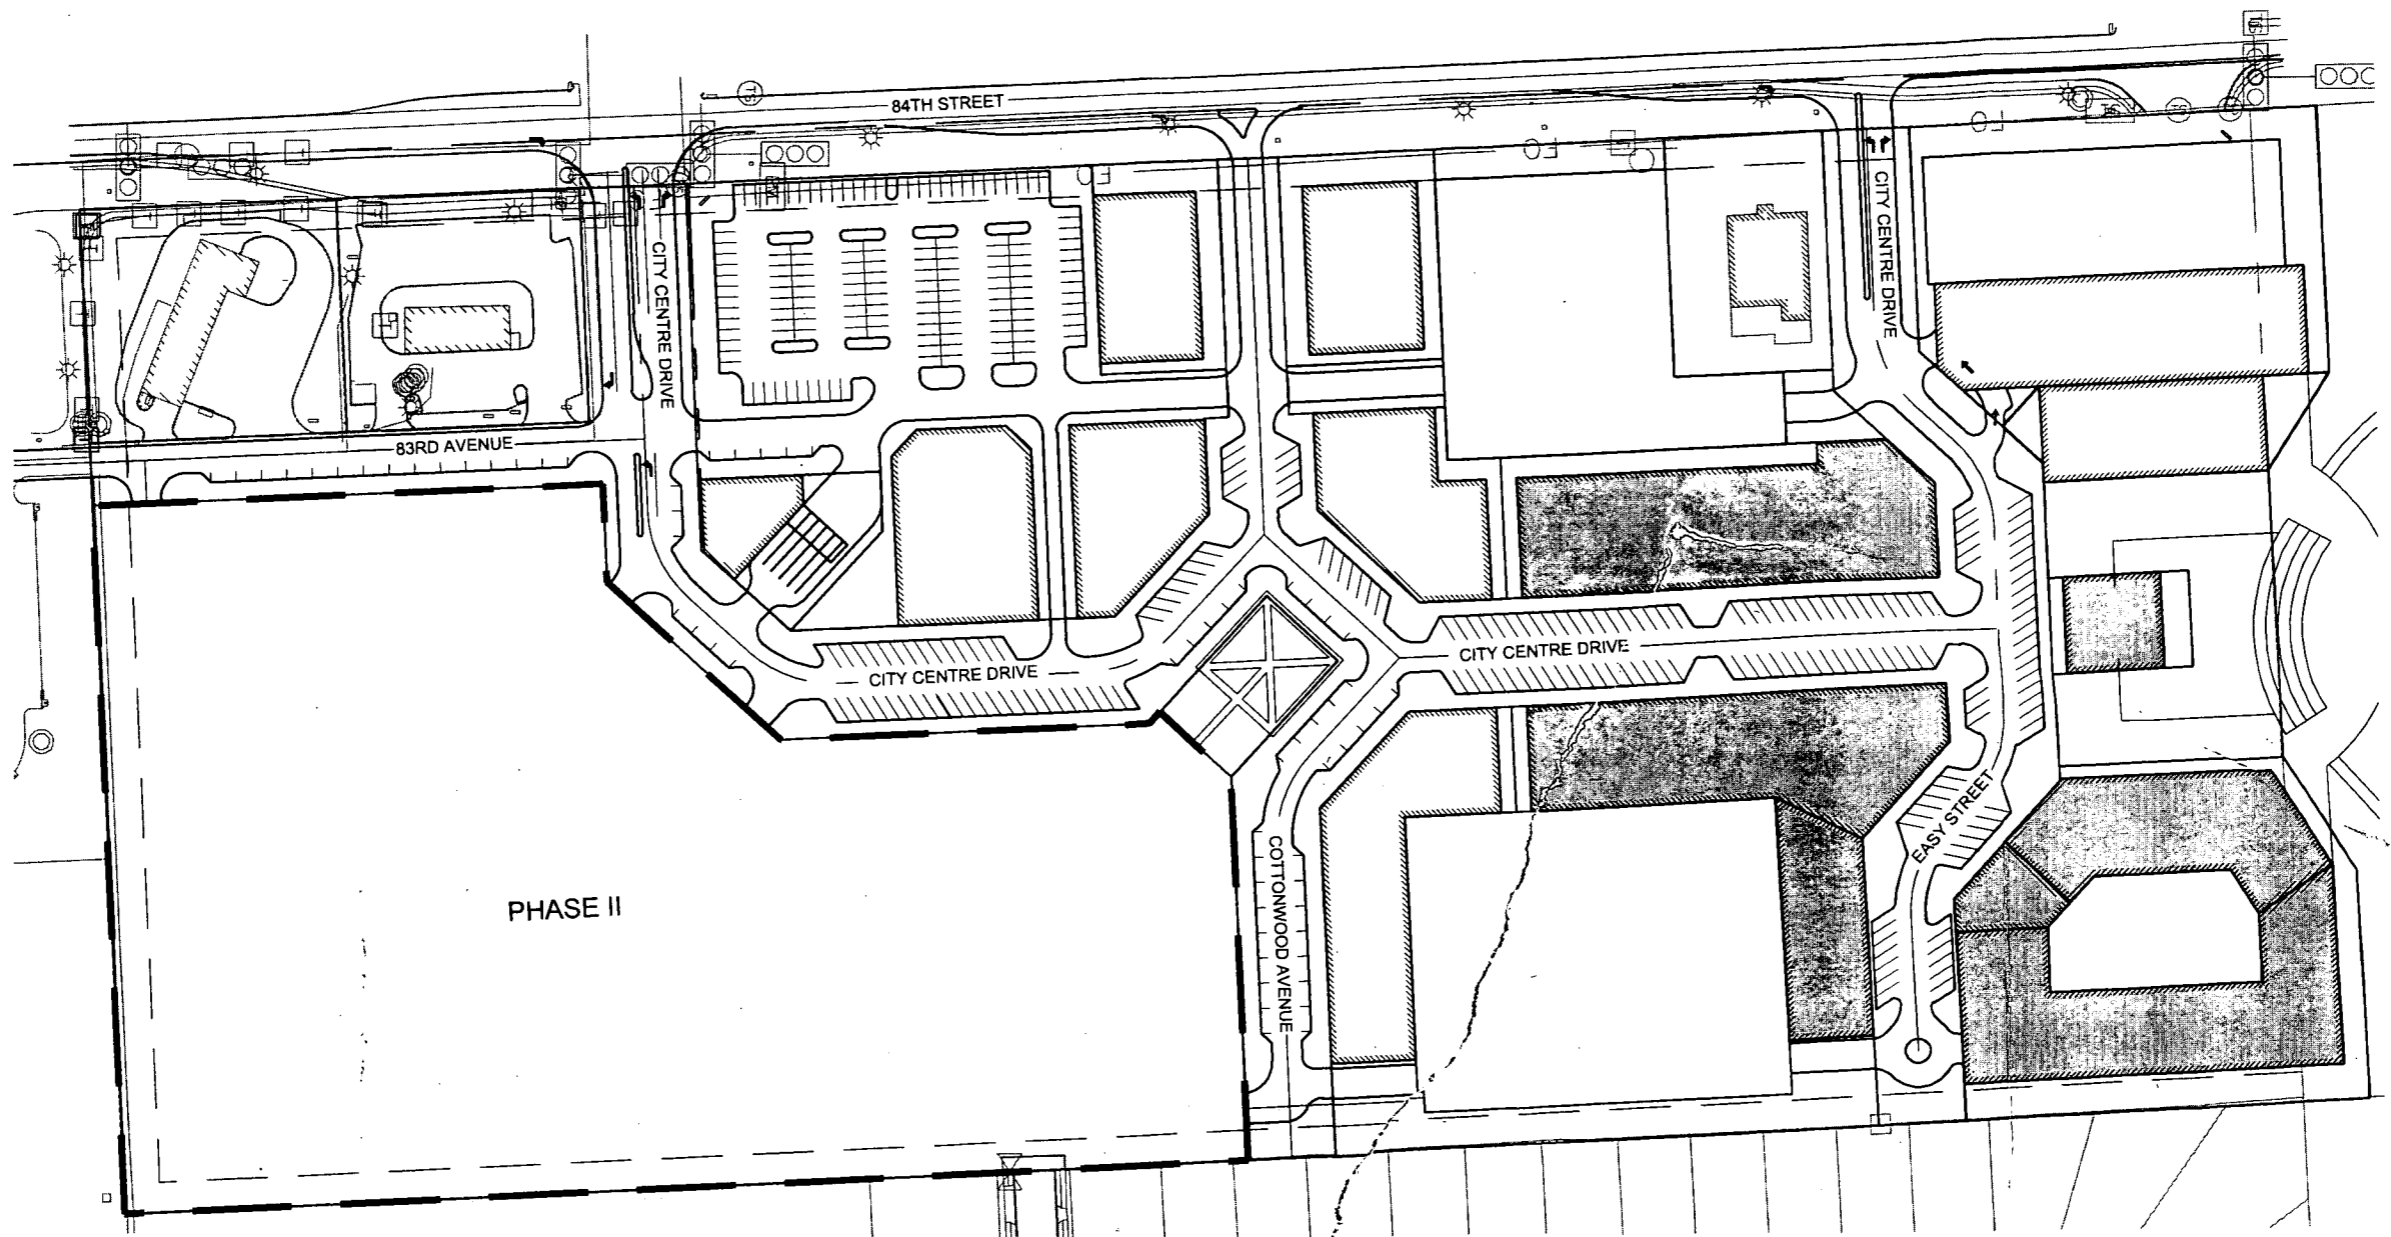 84TH STREET
CITY CENTRE DRIVE
CITY CENTRE DRIVE
83RD AVENUE
CITY CENTRE DRIVE
CITY CENTRE DRIVE
EASY STREET
COTTONWOOD AVENUE
PHASE II
TS